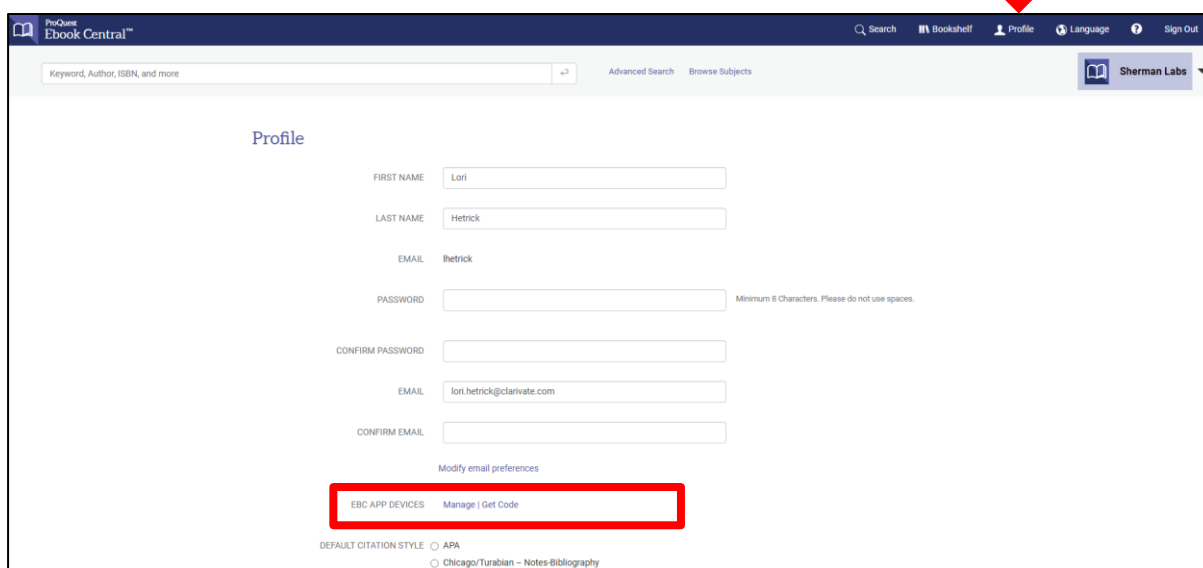 ProQuest
Ebook Central™
Search Bookshelf Profile Language ? Sign Out
Keyword, Author, ISBN, and more
Advanced Search Browse Subjects
Sherman Labs
Profile
FIRST NAME Lori
LAST NAME Hetrick
EMAIL lhetrick
PASSWORD Minimum 8 Characters. Please do not use spaces.
CONFIRM PASSWORD
EMAIL lori.hetrick@clarivate.com
CONFIRM EMAIL
Modify email preferences
EBC APP DEVICES Manage | Get Code
DEFAULT CITATION STYLE APA
Chicago/Turabian – Notes-Bibliography